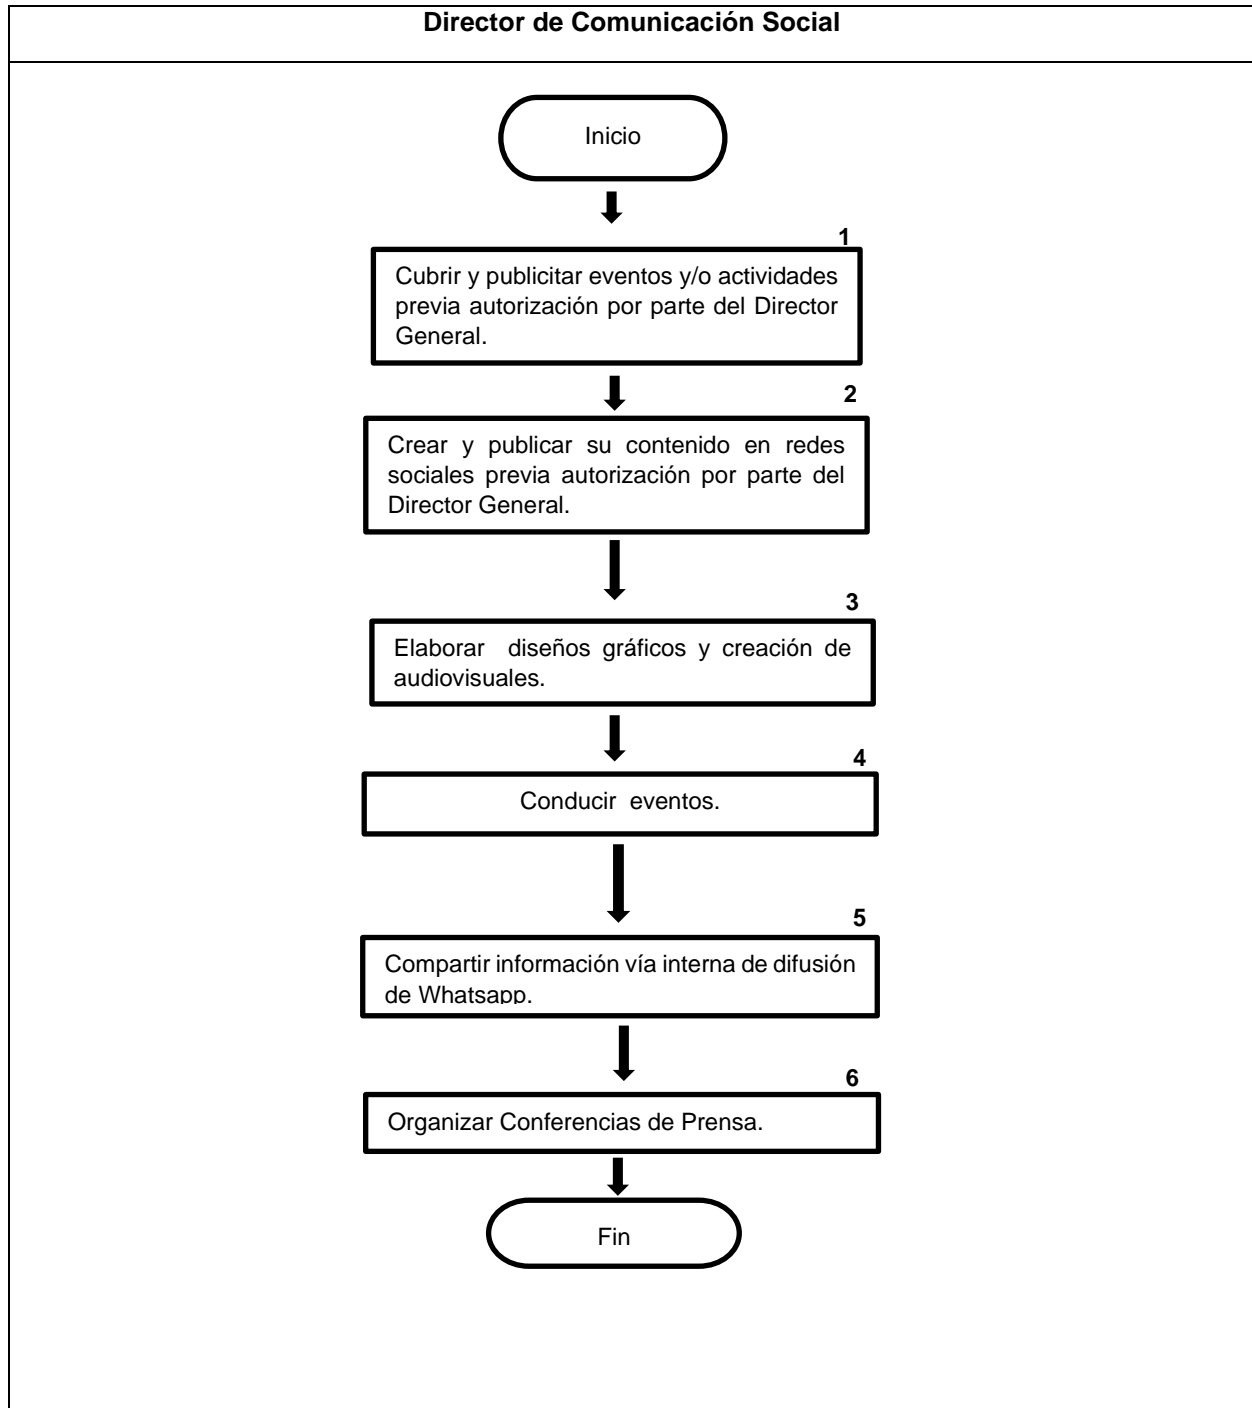 Director de Comunicación Social
Inicio
1
Cubrir y publicitar eventos y/o actividades
previa autorización por parte del Director
General.
2
Crear y publicar su contenido en redes
sociales previa autorización por parte del
Director General.
3
Elaborar diseños gráficos y creación de
audiovisuales.
4
Conducir eventos.
5
Compartir información vía interna de difusión
de Whatsapp.
6
Organizar Conferencias de Prensa.
Fin